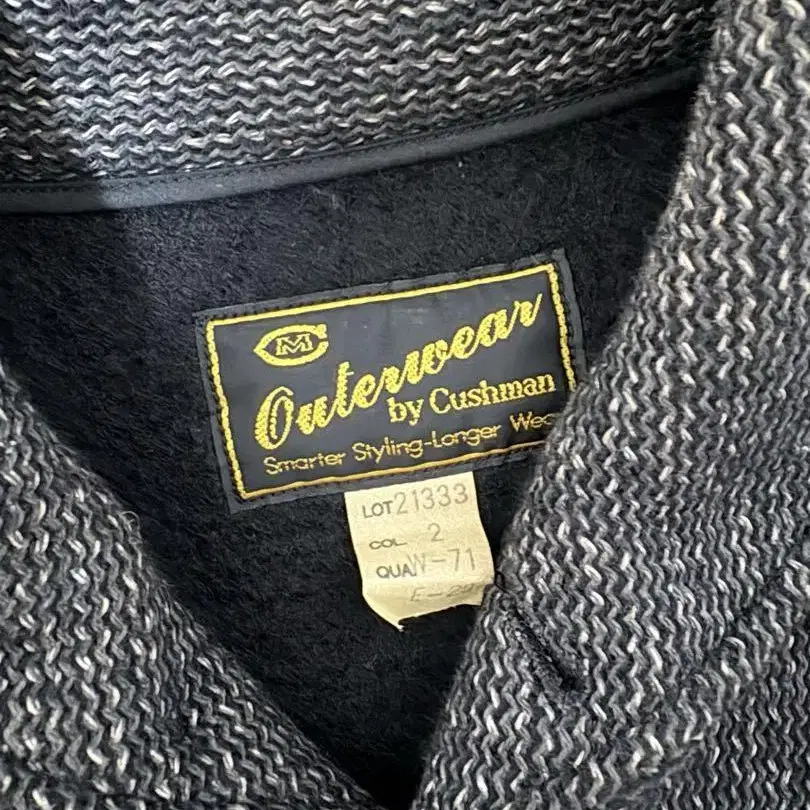 CM
Outerwear
by Cushman
Smarter Styling-Longer
LOT 21333
COL. 2
QUA W-71